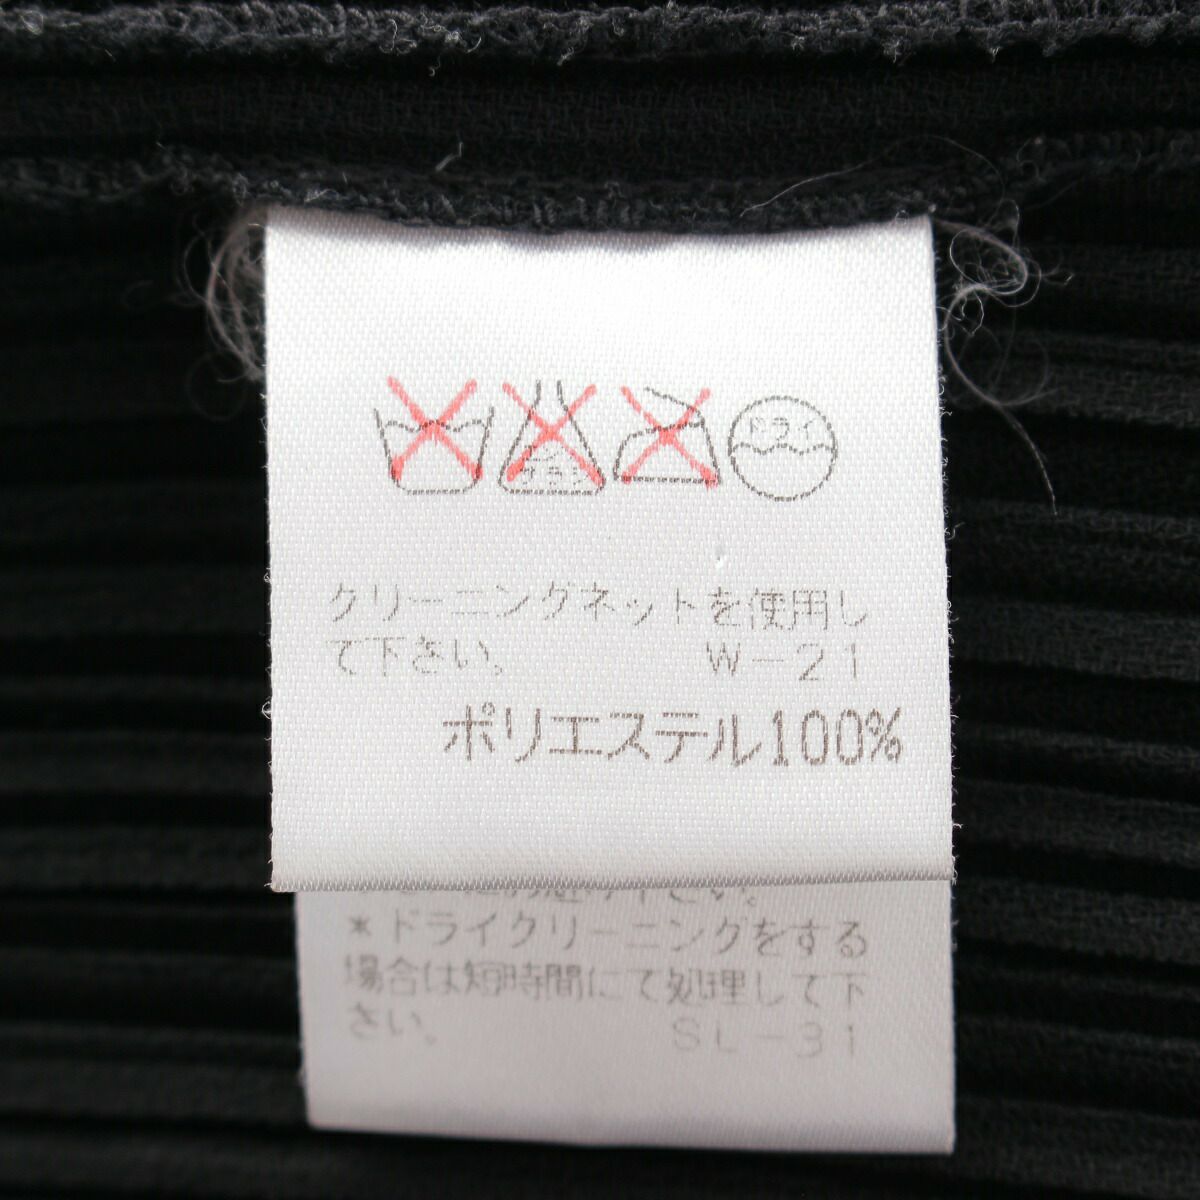 ドライ
クリーニングネットを使用し
て下さい。 W-21
ポリエステル100%
*ドライクリーニングをする
場合は短時間にて処理して下
さい。 SL-31